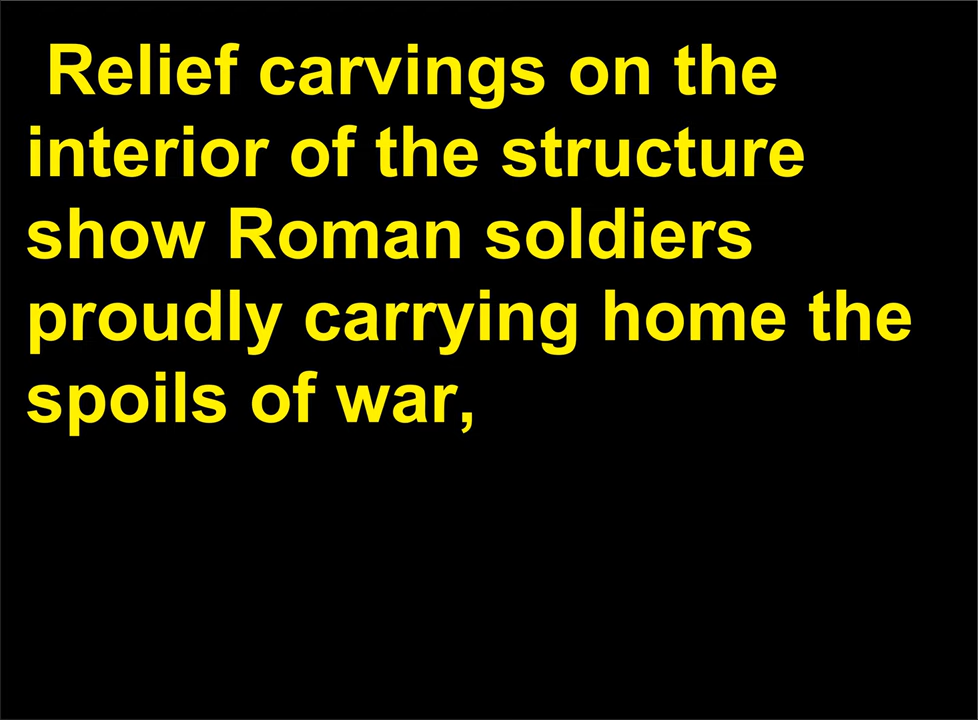 Relief carvings on the
interior of the structure
show Roman soldiers
proudly carrying home the
spoils of war,